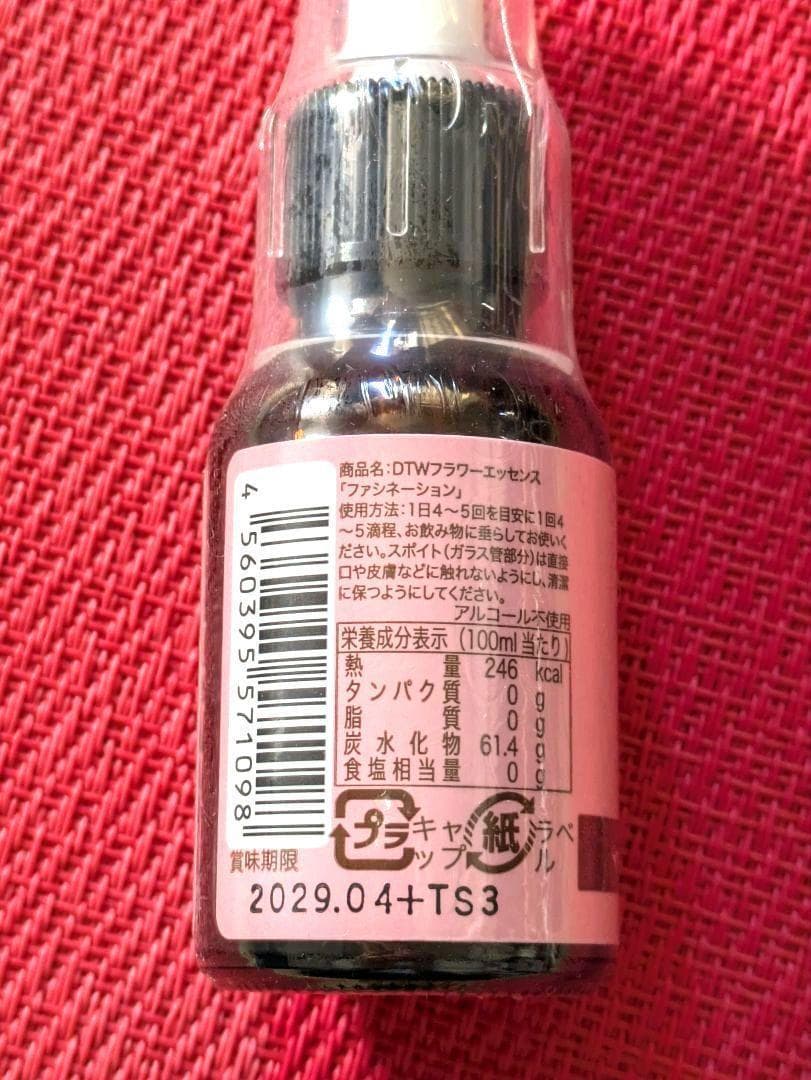 商品名:DTWフラワーエッセンス
「ファシネーション」
使用方法:1日4〜5回を目安に1回4
〜5滴程、お飲み物に垂らしてお使いく
ださい。スポイト(ガラス管部分)は直接
口や皮膚などに触れないようにし、清潔
に保つようにしてください。
アルコール不使用
栄養成分表示(100ml当たり)
熱量 246 kcal
タンパク質 0 g
脂質 0 g
炭水化物 61.4 g
食塩相当量 0 g
プラ キャップ 紙 ラベル
4 560395 571098
賞味期限
2029.04+TS3